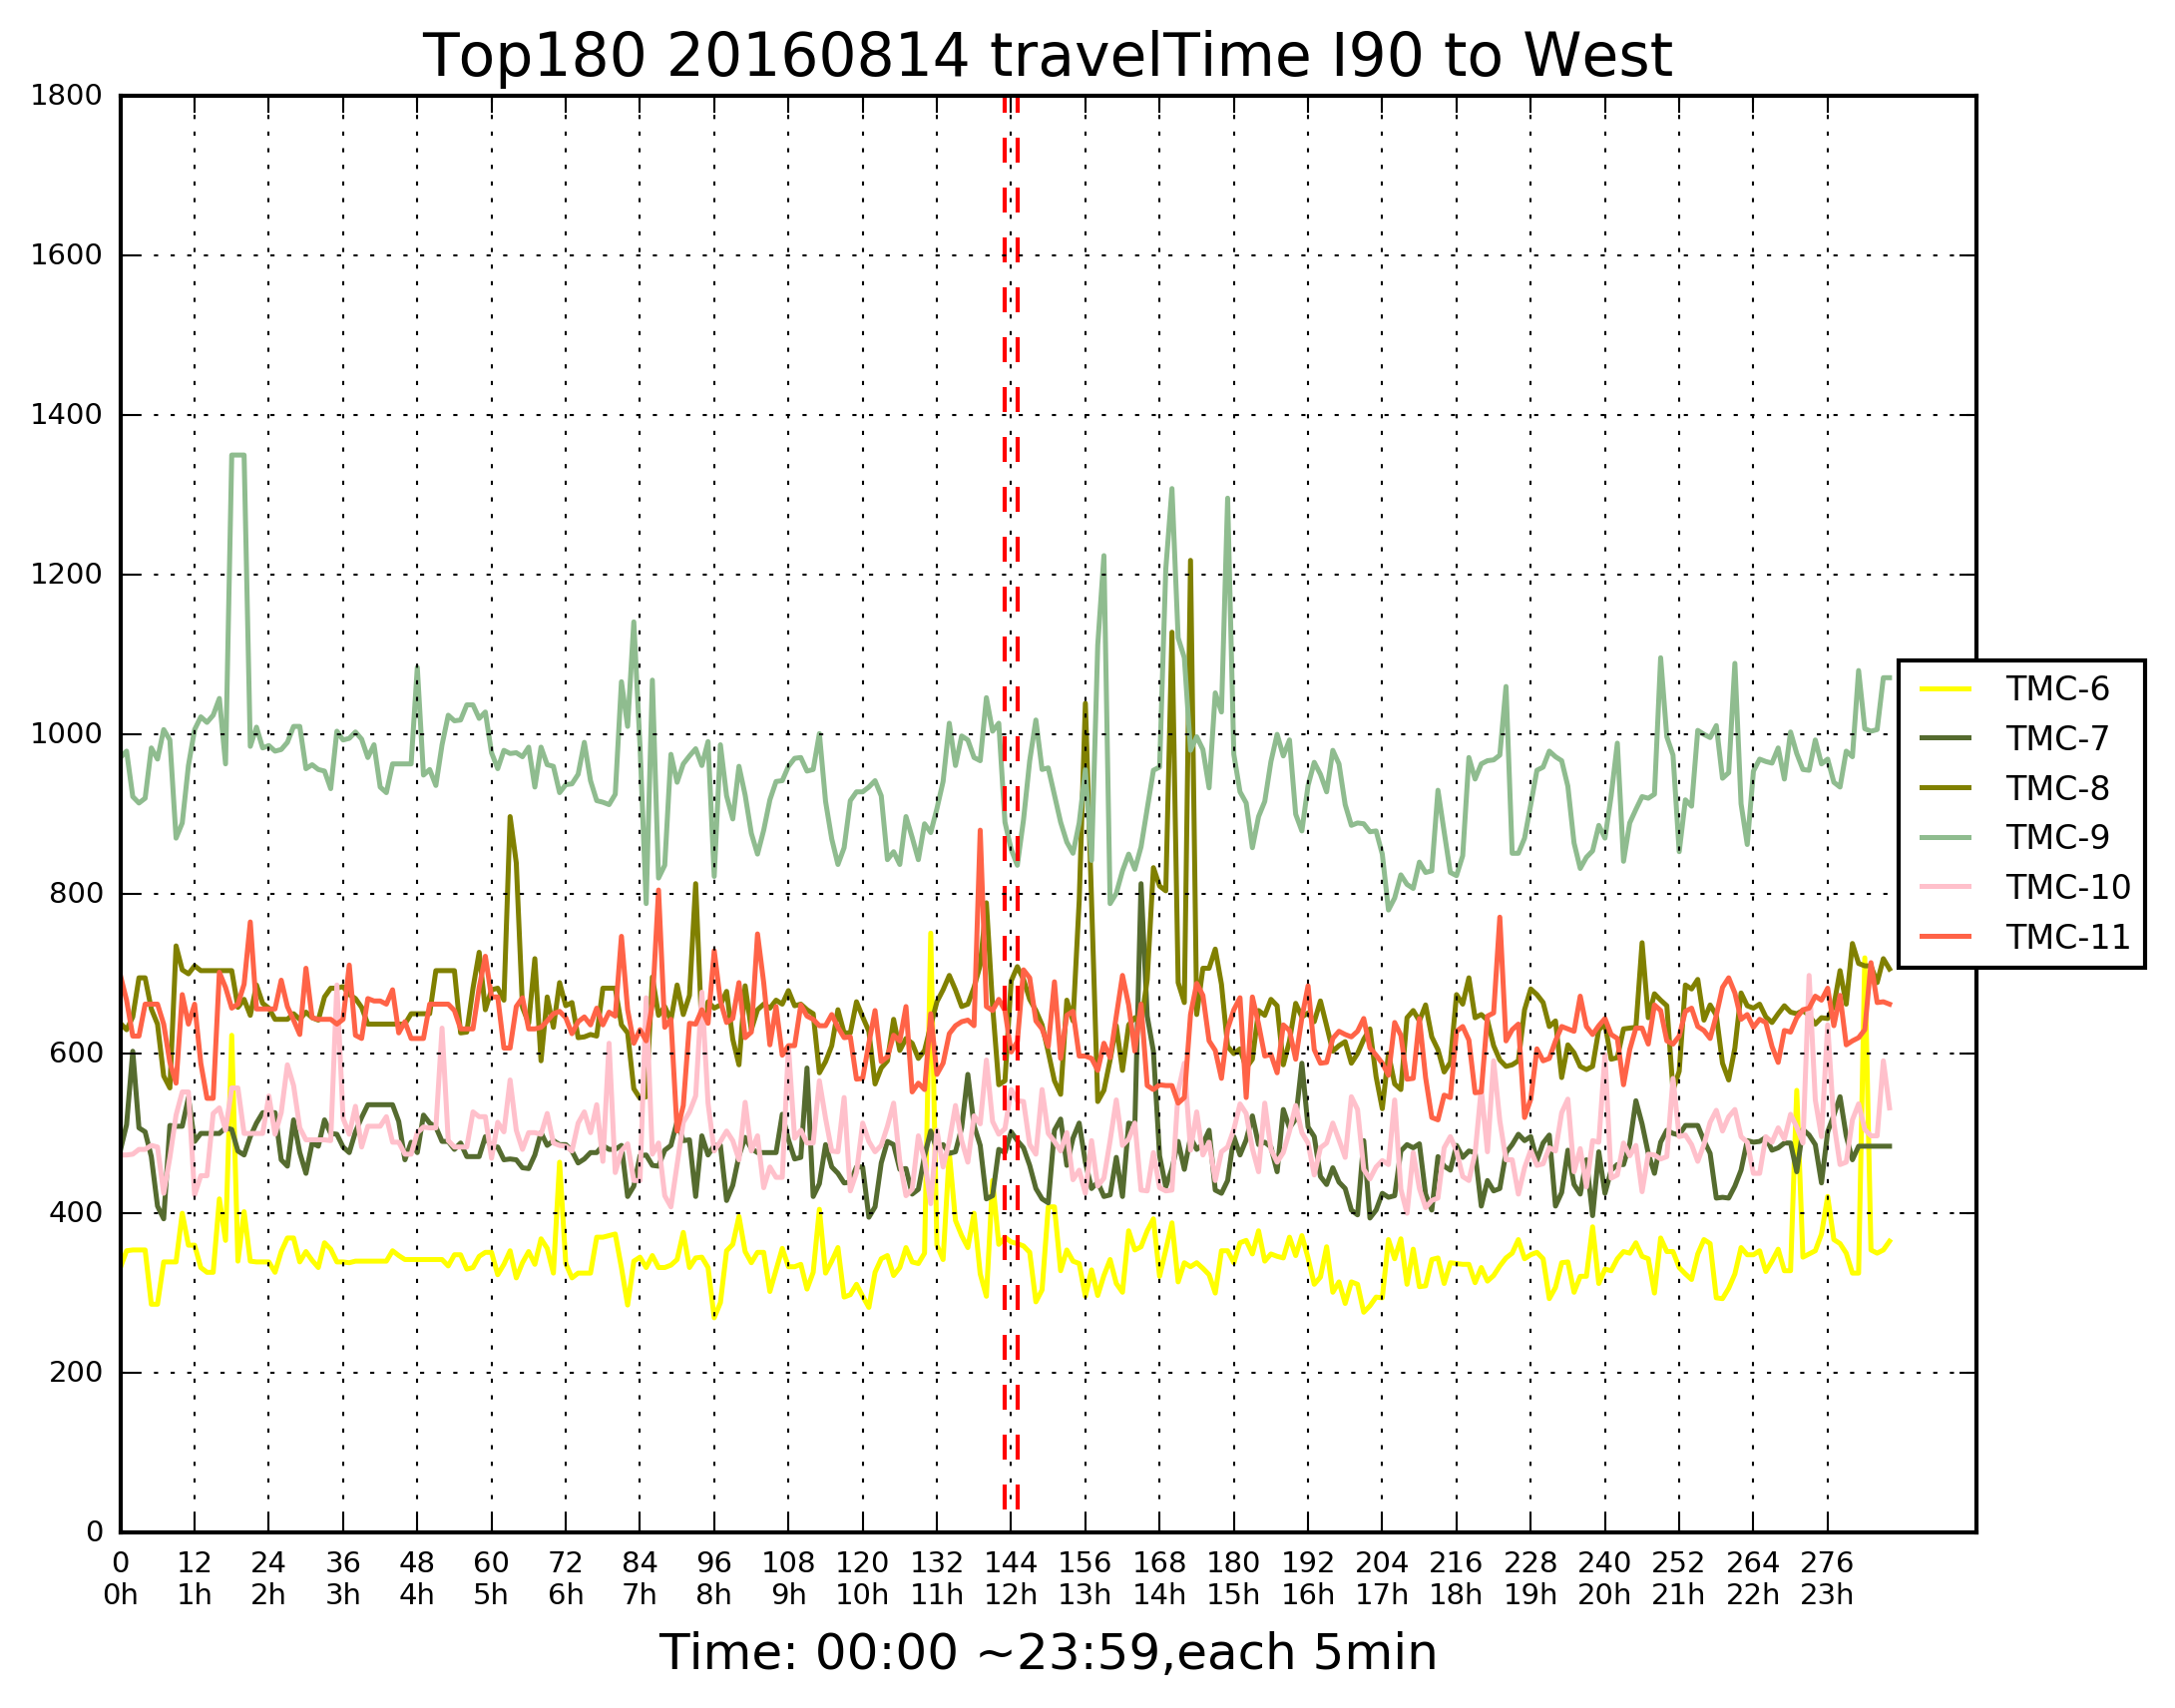 Top180 20160814 travelTime I90 to West
1800
1600
1400
1200
1000
800
600
400
200
0
TMC-6
TMC-7
TMC-8
TMC-9
TMC-10
TMC-11
0 12 24 36 48 60 72 84 96 108 120 132 144 156 168 180 192 204 216 228 240 252 264 276
0h 1h 2h 3h 4h 5h 6h 7h 8h 9h 10h 11h 12h 13h 14h 15h 16h 17h 18h 19h 20h 21h 22h 23h
Time: 00:00 ~23:59,each 5min